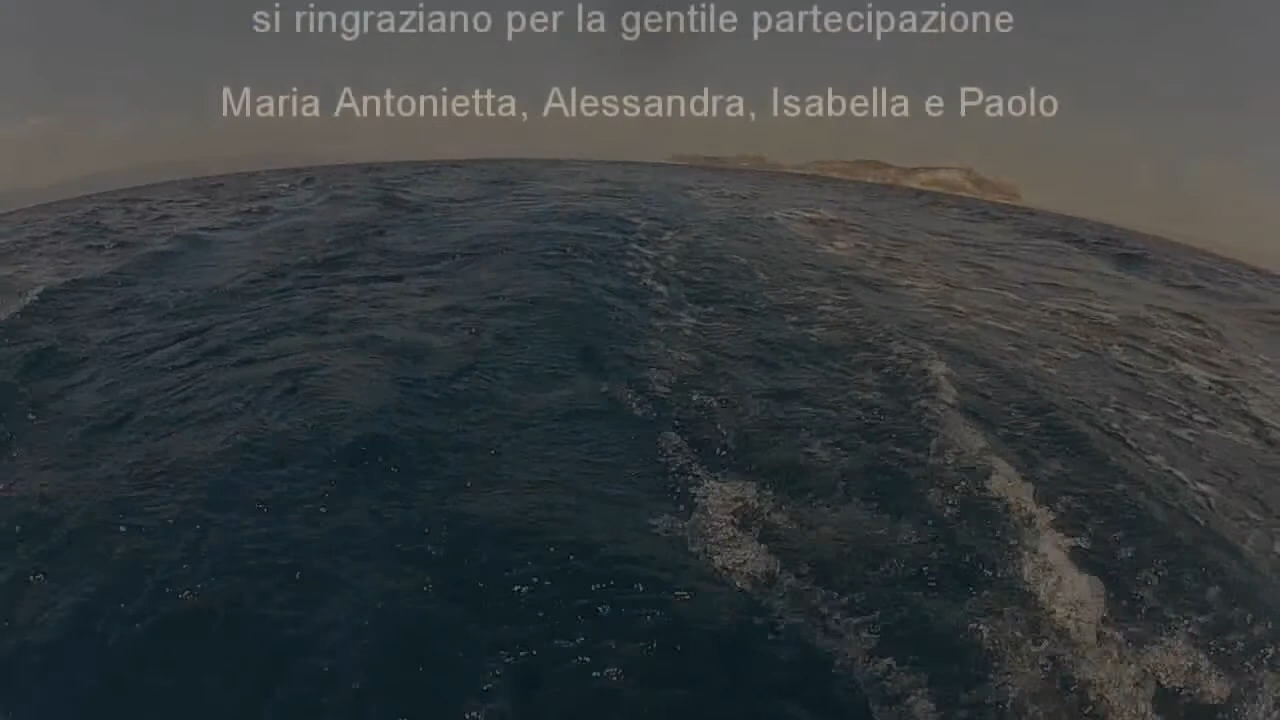 si ringraziano per la gentile partecipazione
Maria Antonietta, Alessandra, Isabella e Paolo